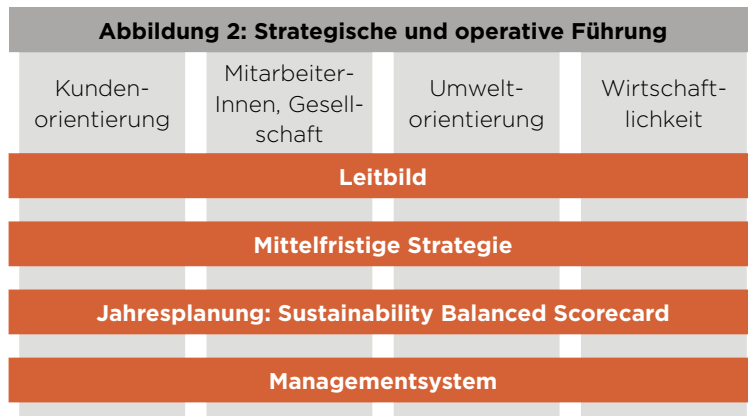 Abbildung 2: Strategische und operative Führung
Kunden-
orientierung
Mitarbeiter-
Innen, Gesell-
schaft
Umwelt-
orientierung
Wirtschaft-
lichkeit
Leitbild
Mittelfristige Strategie
Jahresplanung: Sustainability Balanced Scorecard
Managementsystem